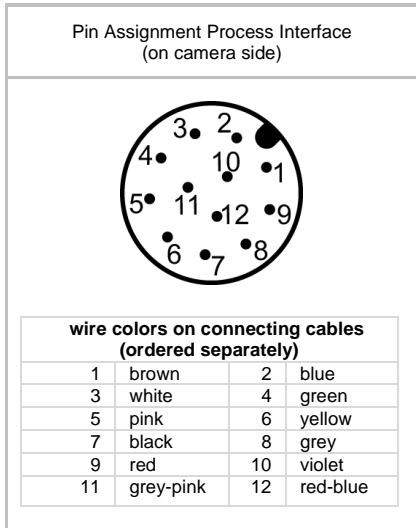 Pin Assignment Process Interface
(on camera side)
3 2
4 10 1
5 11 12 9
6 7 8
wire colors on connecting cables
(ordered separately)
1 brown 2 blue
3 white 4 green
5 pink 6 yellow
7 black 8 grey
9 red 10 violet
11 grey-pink 12 red-blue